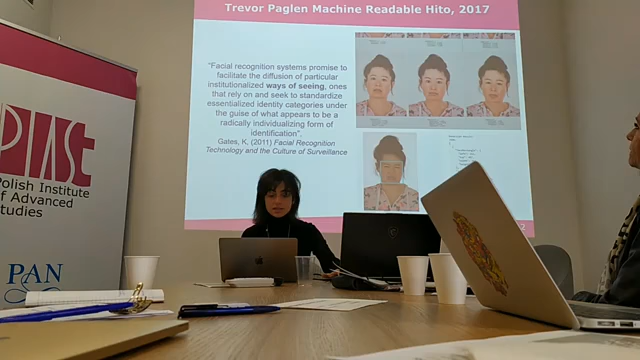 Trevor Paglen Machine Readable Hito, 2017
"Facial recognition systems promise to
facilitate the diffusion of particular
institutionalized ways of seeing, ones
that rely on and seek to standardize
essentialized identity categories under
the guise of what appears to be a
radically individualizing form of
identification".
Gates, K. (2011) Facial Recognition
Technology and the Culture of Surveillance
PIASt
Polish Institute
of Advanced
Studies
PAN